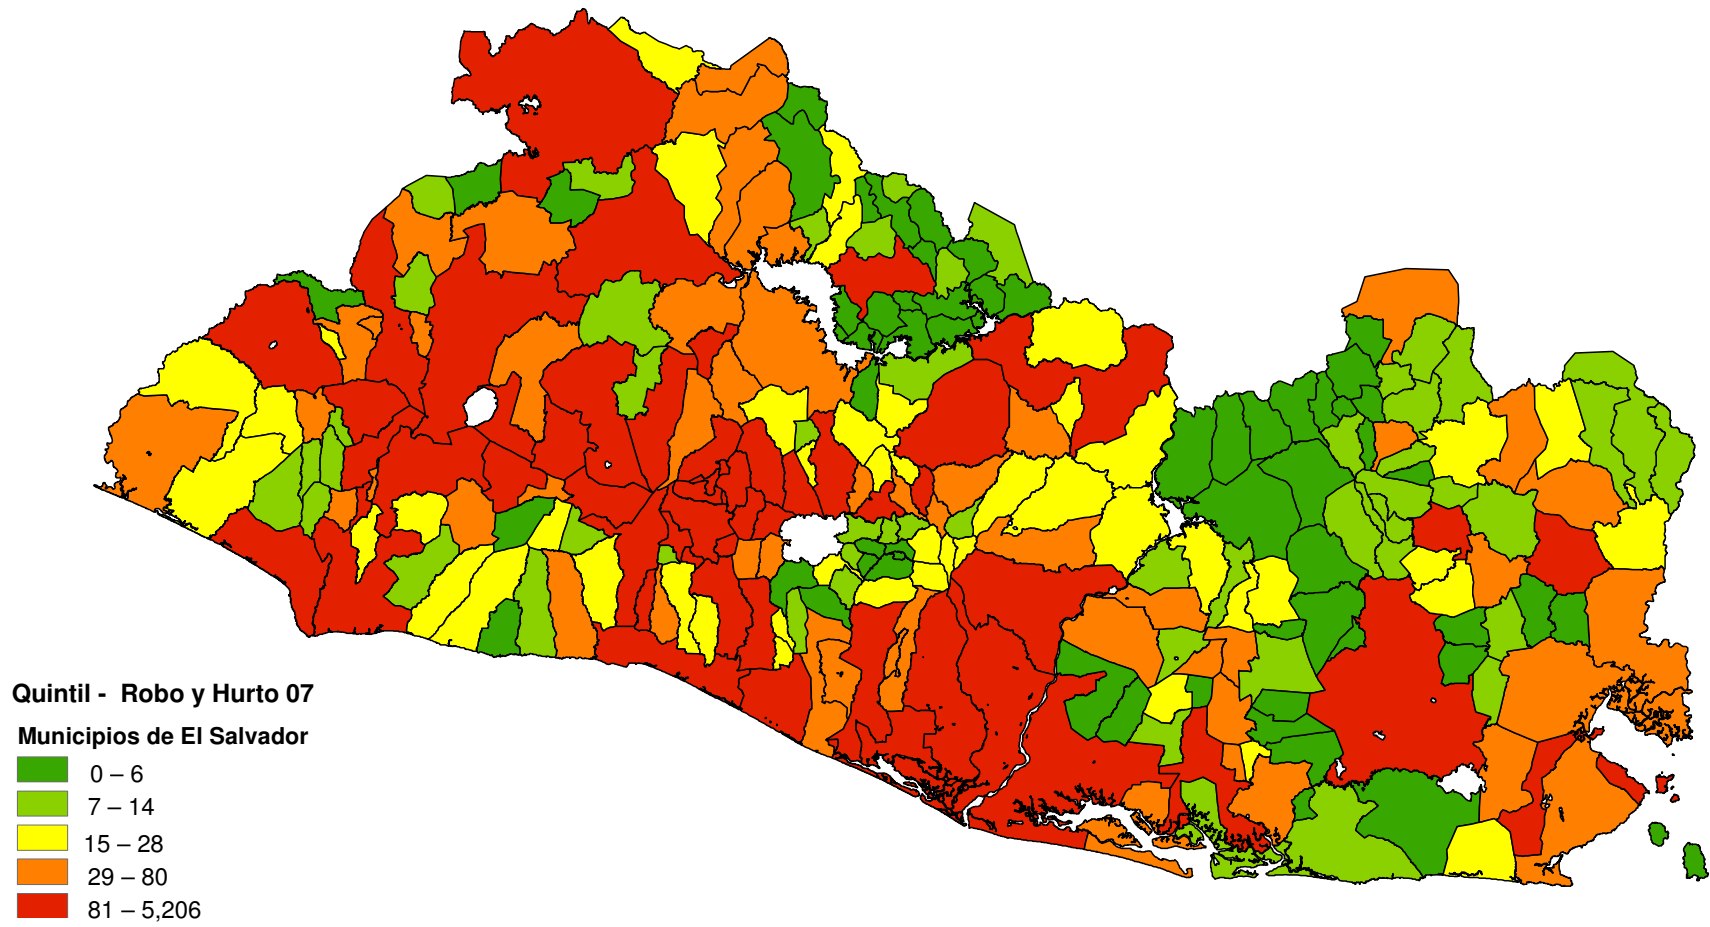 Quintil - Robo y Hurto 07
Municipios de El Salvador
0 – 6
7 – 14
15 – 28
29 – 80
81 – 5,206